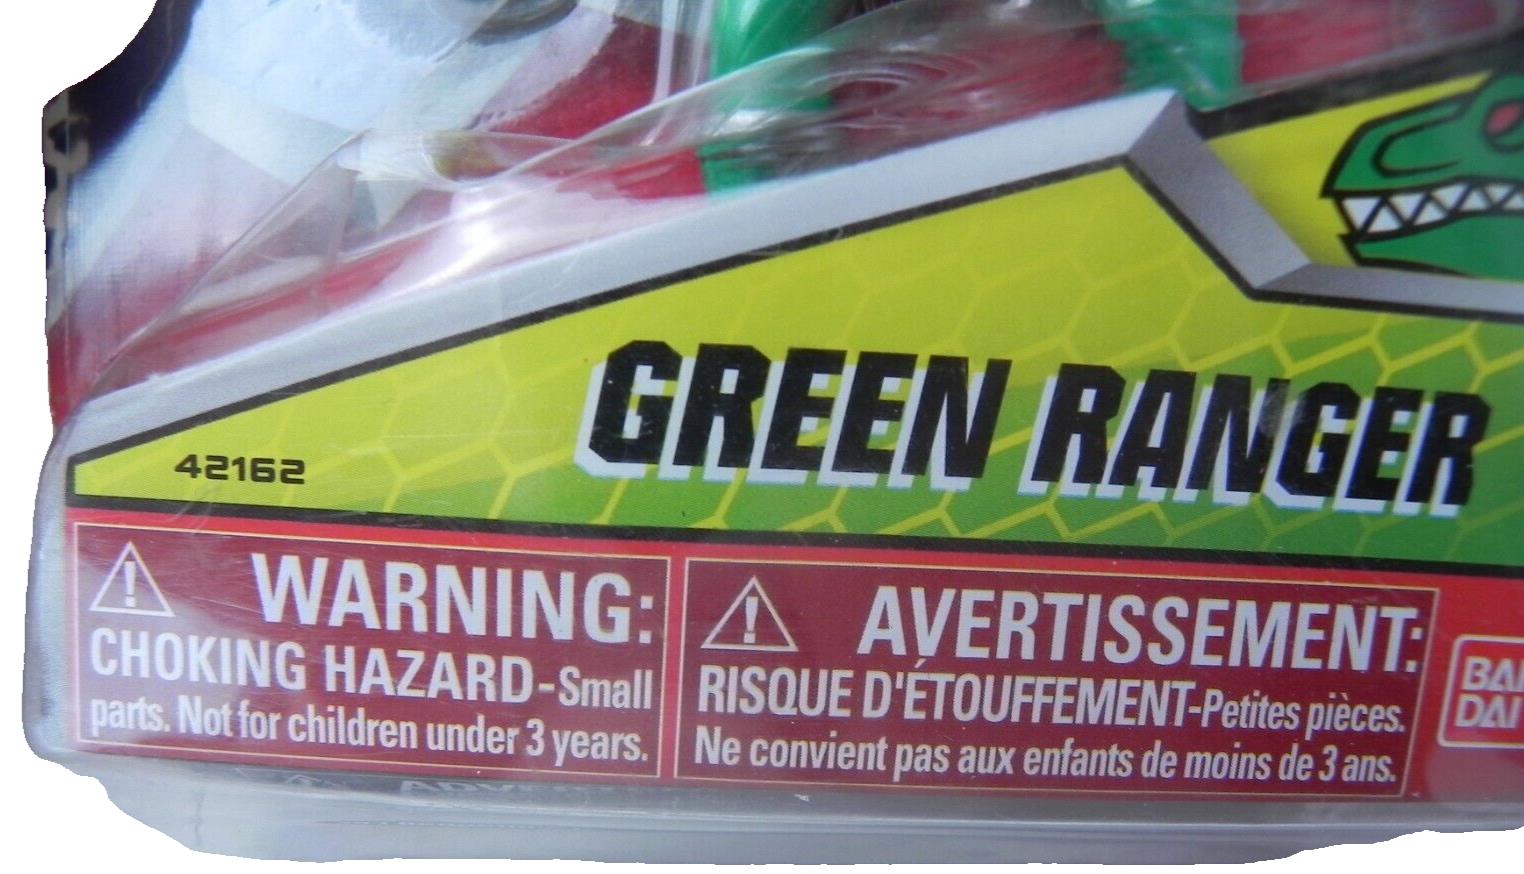 GREEN RANGER
42162
WARNING:
CHOKING HAZARD-Small
parts. Not for children under 3 years.
AVERTISSEMENT:
RISQUE D'ÉTOUFFEMENT-Petites pièces.
Ne convient pas aux enfants de moins de 3 ans.
BAN
DAI